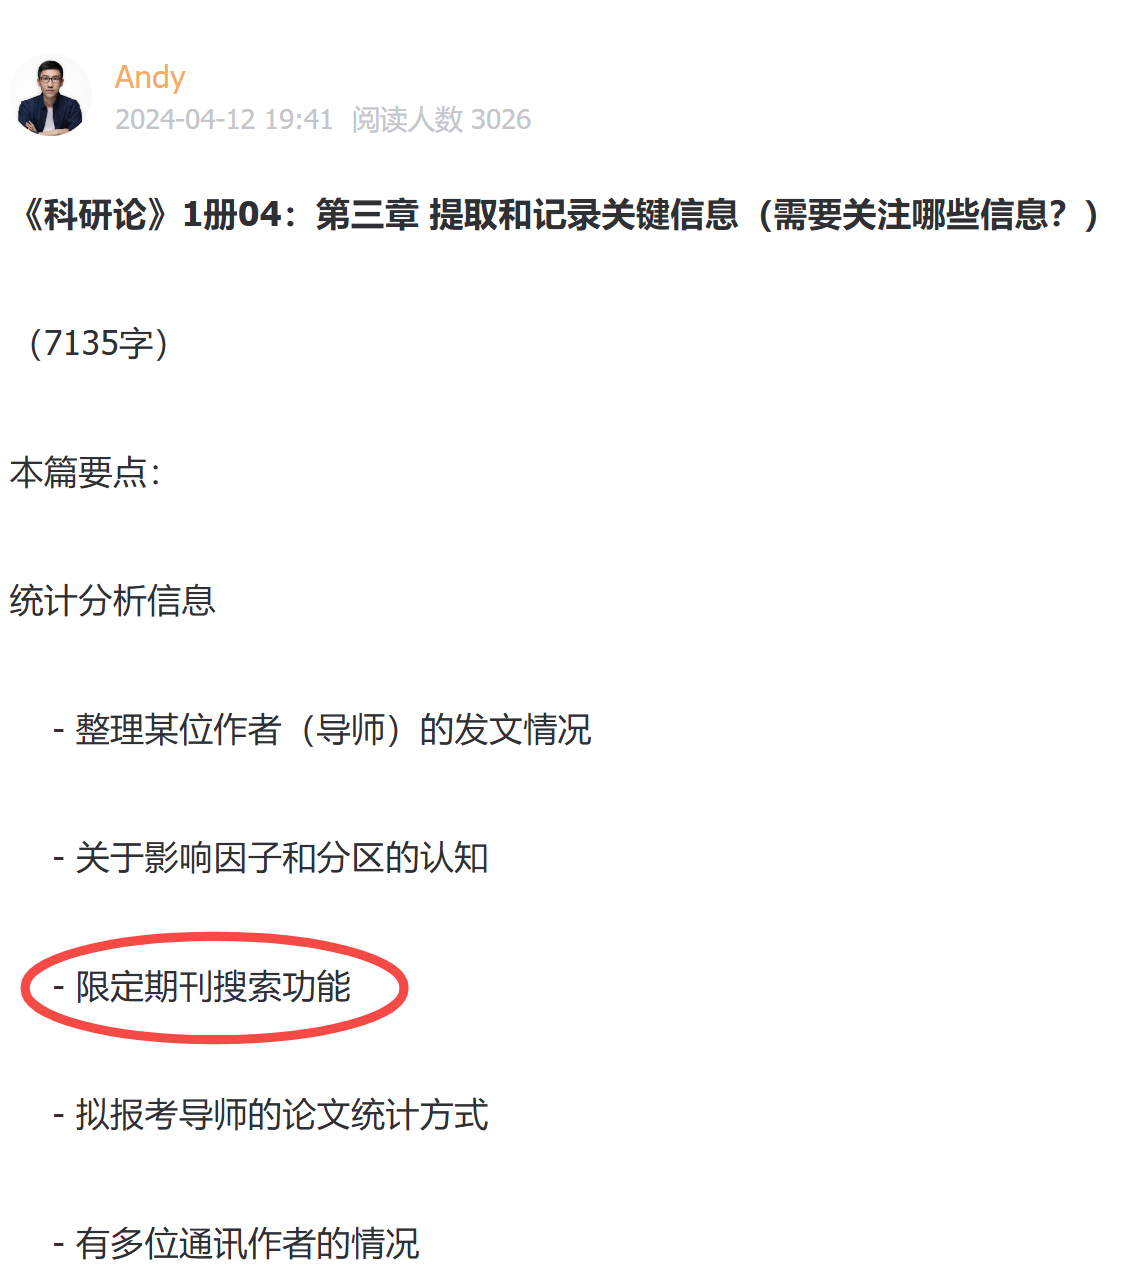 Andy
2024-04-12 19:41 阅读人数 3026
《科研论》1册04：第三章 提取和记录关键信息（需要关注哪些信息？）
（7135字）
本篇要点：
统计分析信息
- 整理某位作者（导师）的发文情况
- 关于影响因子和分区的认知
- 限定期刊搜索功能
- 拟报考导师的论文统计方式
- 有多位通讯作者的情况